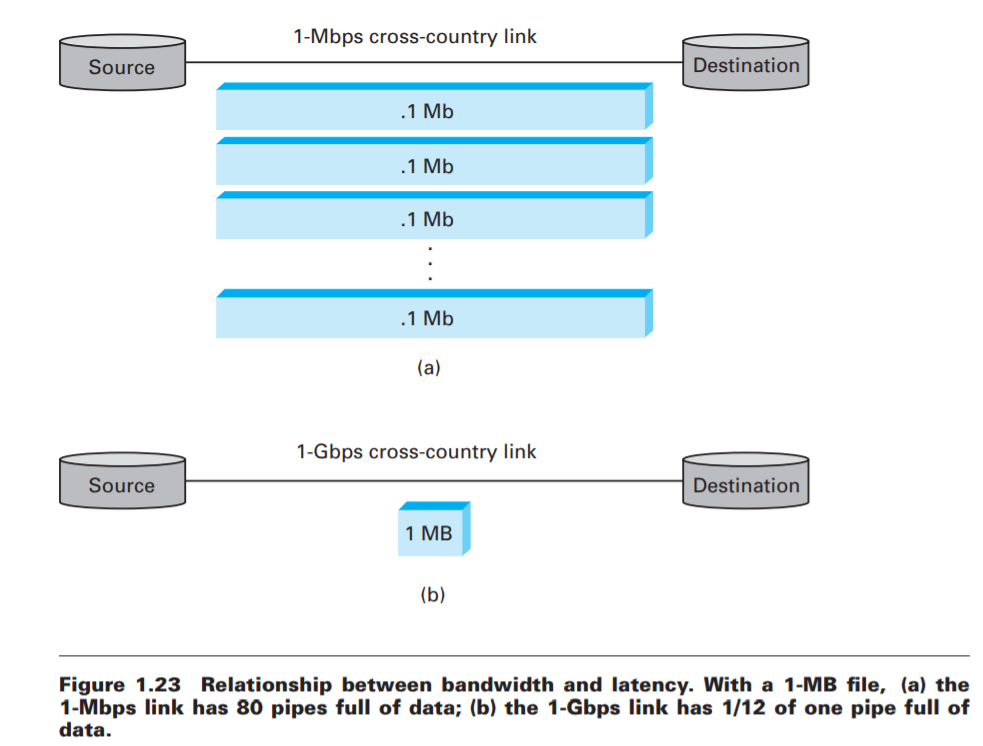 1-Mbps cross-country link
Source
Destination
.1 Mb
.1 Mb
.1 Mb
.1 Mb
(a)
1-Gbps cross-country link
Source
Destination
1 MB
(b)
Figure 1.23 Relationship between bandwidth and latency. With a 1-MB file, (a) the
1-Mbps link has 80 pipes full of data; (b) the 1-Gbps link has 1/12 of one pipe full of
data.